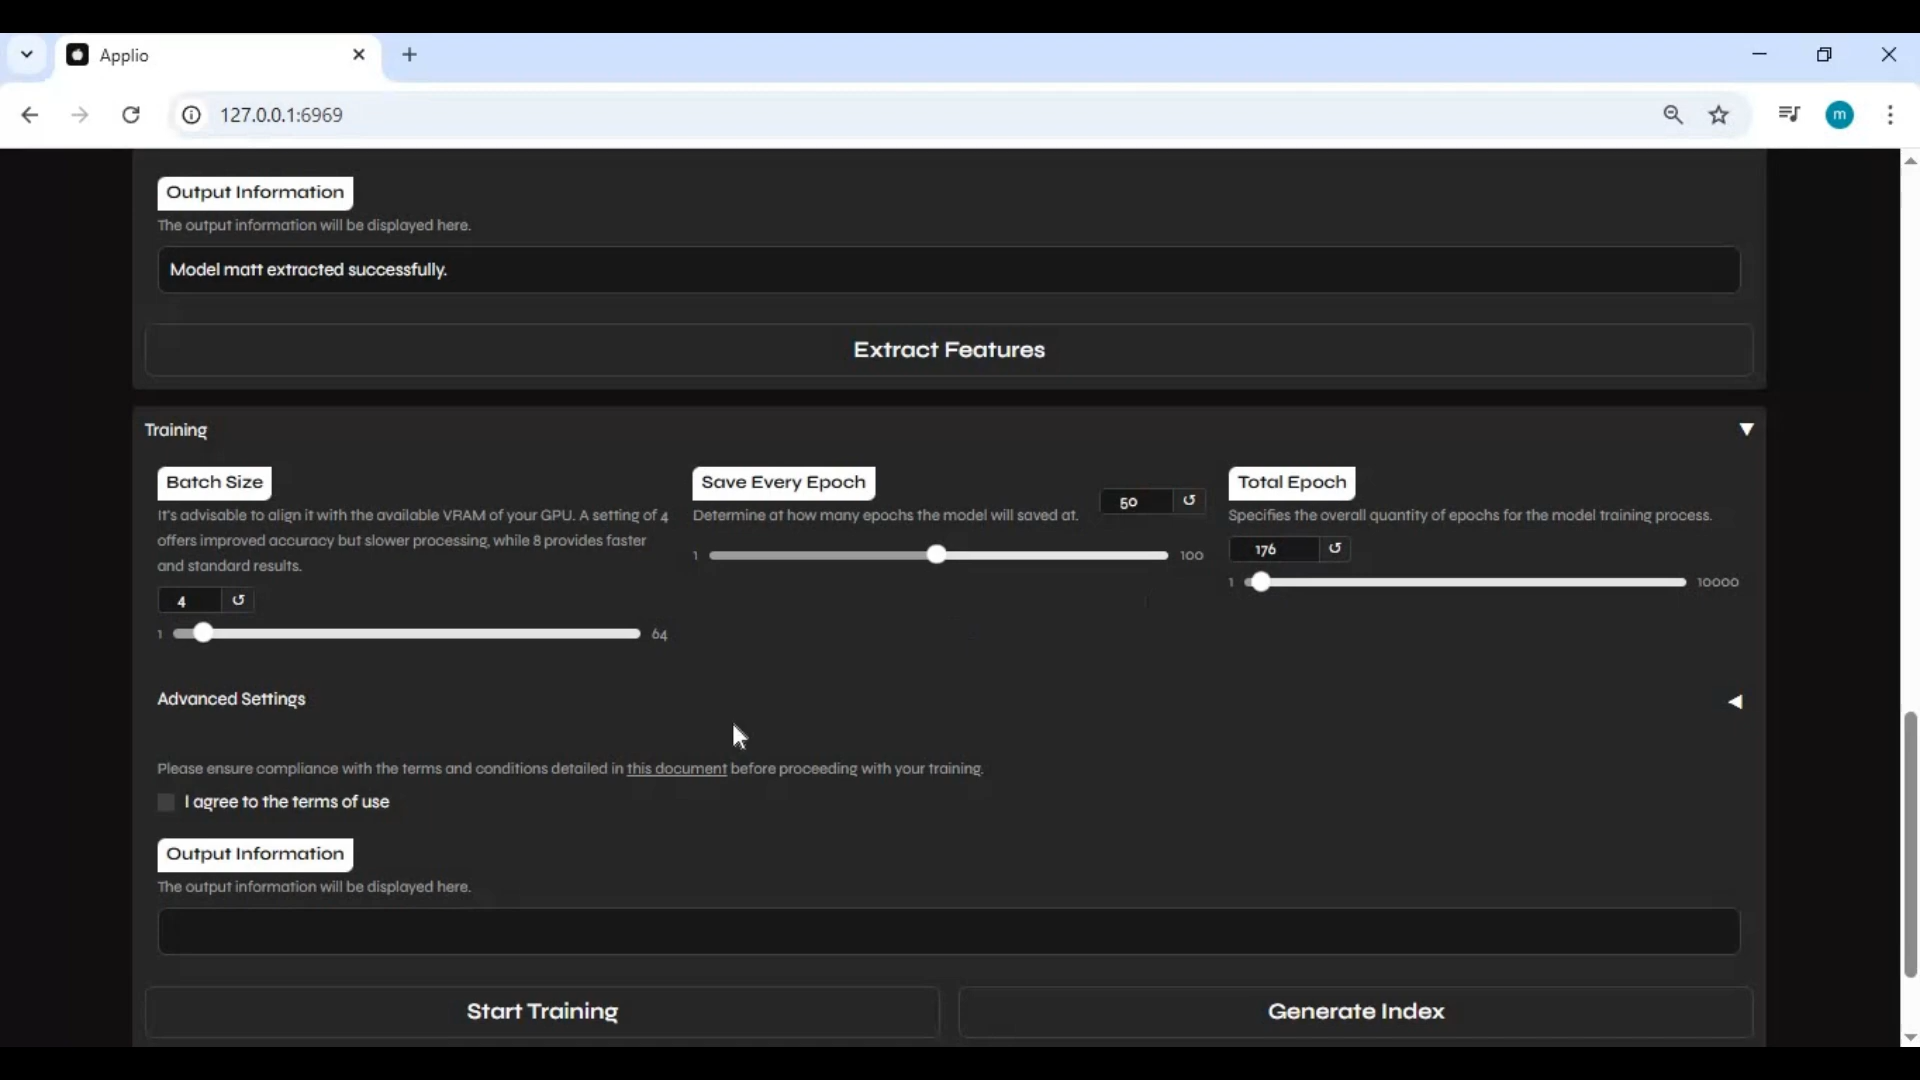 Applio
127.0.0.1:6969
m
Output Information
The output information will be displayed here.
Model matt extracted successfully.
Extract Features
Training
Batch Size
It's advisable to align it with the available VRAM of your GPU. A setting of 4
offers improved accuracy but slower processing, while 8 provides faster
and standard results.
4
1
64
Save Every Epoch
Determine at how many epochs the model will saved at.
50
1
100
Total Epoch
Specifies the overall quantity of epochs for the model training process.
176
1
10000
Advanced Settings
Please ensure compliance with the terms and conditions detailed in this document before proceeding with your training.
I agree to the terms of use
Output Information
The output information will be displayed here.
Start Training
Generate Index